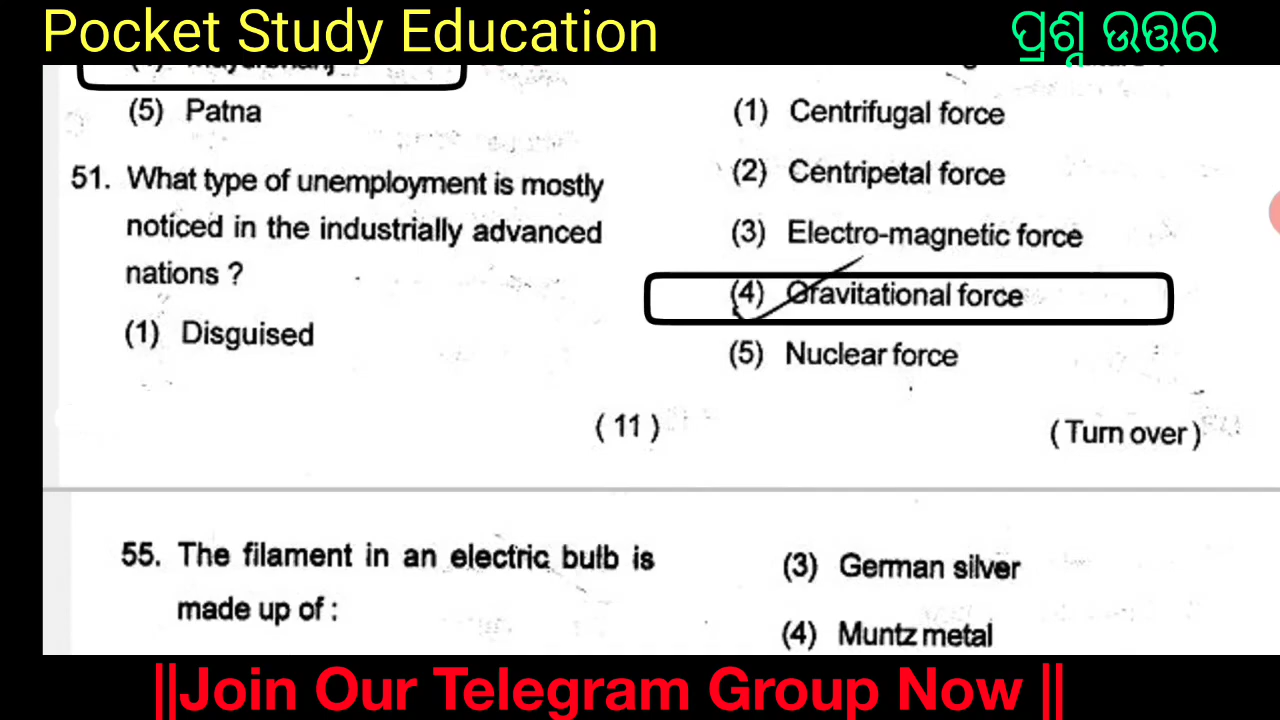 Pocket Study Education
ପ୍ରଶ୍ନ ଉତ୍ତର
(5) Patna
51. What type of unemployment is mostly
noticed in the industrially advanced
nations ?
(1) Disguised
(1) Centrifugal force
(2) Centripetal force
(3) Electro-magnetic force
(4) Gravitational force
(5) Nuclear force
( 11 )
( Turn over )
55. The filament in an electric bulb is
made up of :
(3) German silver
(4) Muntz metal
||Join Our Telegram Group Now ||